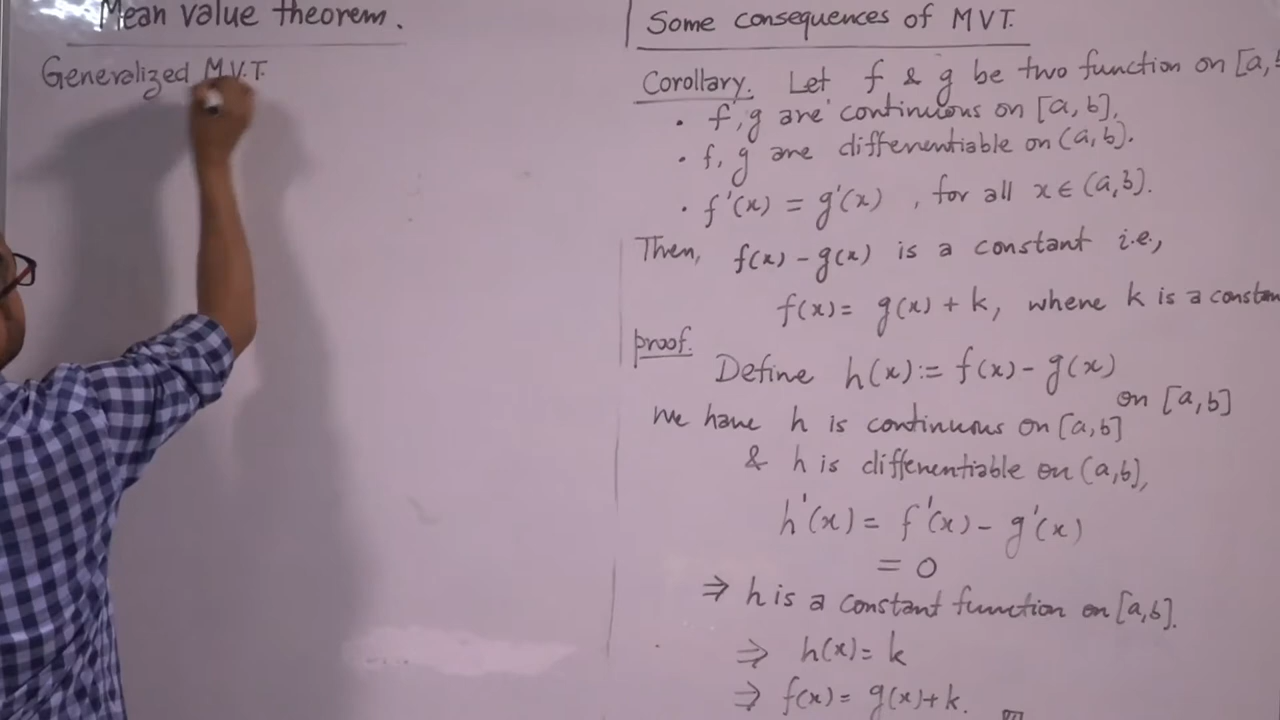 Mean value theorem.
Generalized M.V.T.
Some consequences of MVT.
Corollary. Let f & g be two function on [a,
• f, g are continuous on [a, b],
• f, g are differentiable on (a, b).
• f'(x) = g'(x) , for all x ∈ (a, b).
Then, f(x) - g(x) is a constant i.e.,
f(x) = g(x) + k, where k is a constan
proof.
Define h(x) := f(x) - g(x)
on [a, b]
We have h is continuous on [a, b]
& h is differentiable on (a, b),
h'(x) = f'(x) - g'(x)
= 0
⇒ h is a constant function on [a, b].
⇒ h(x) = k
⇒ f(x) = g(x) + k.